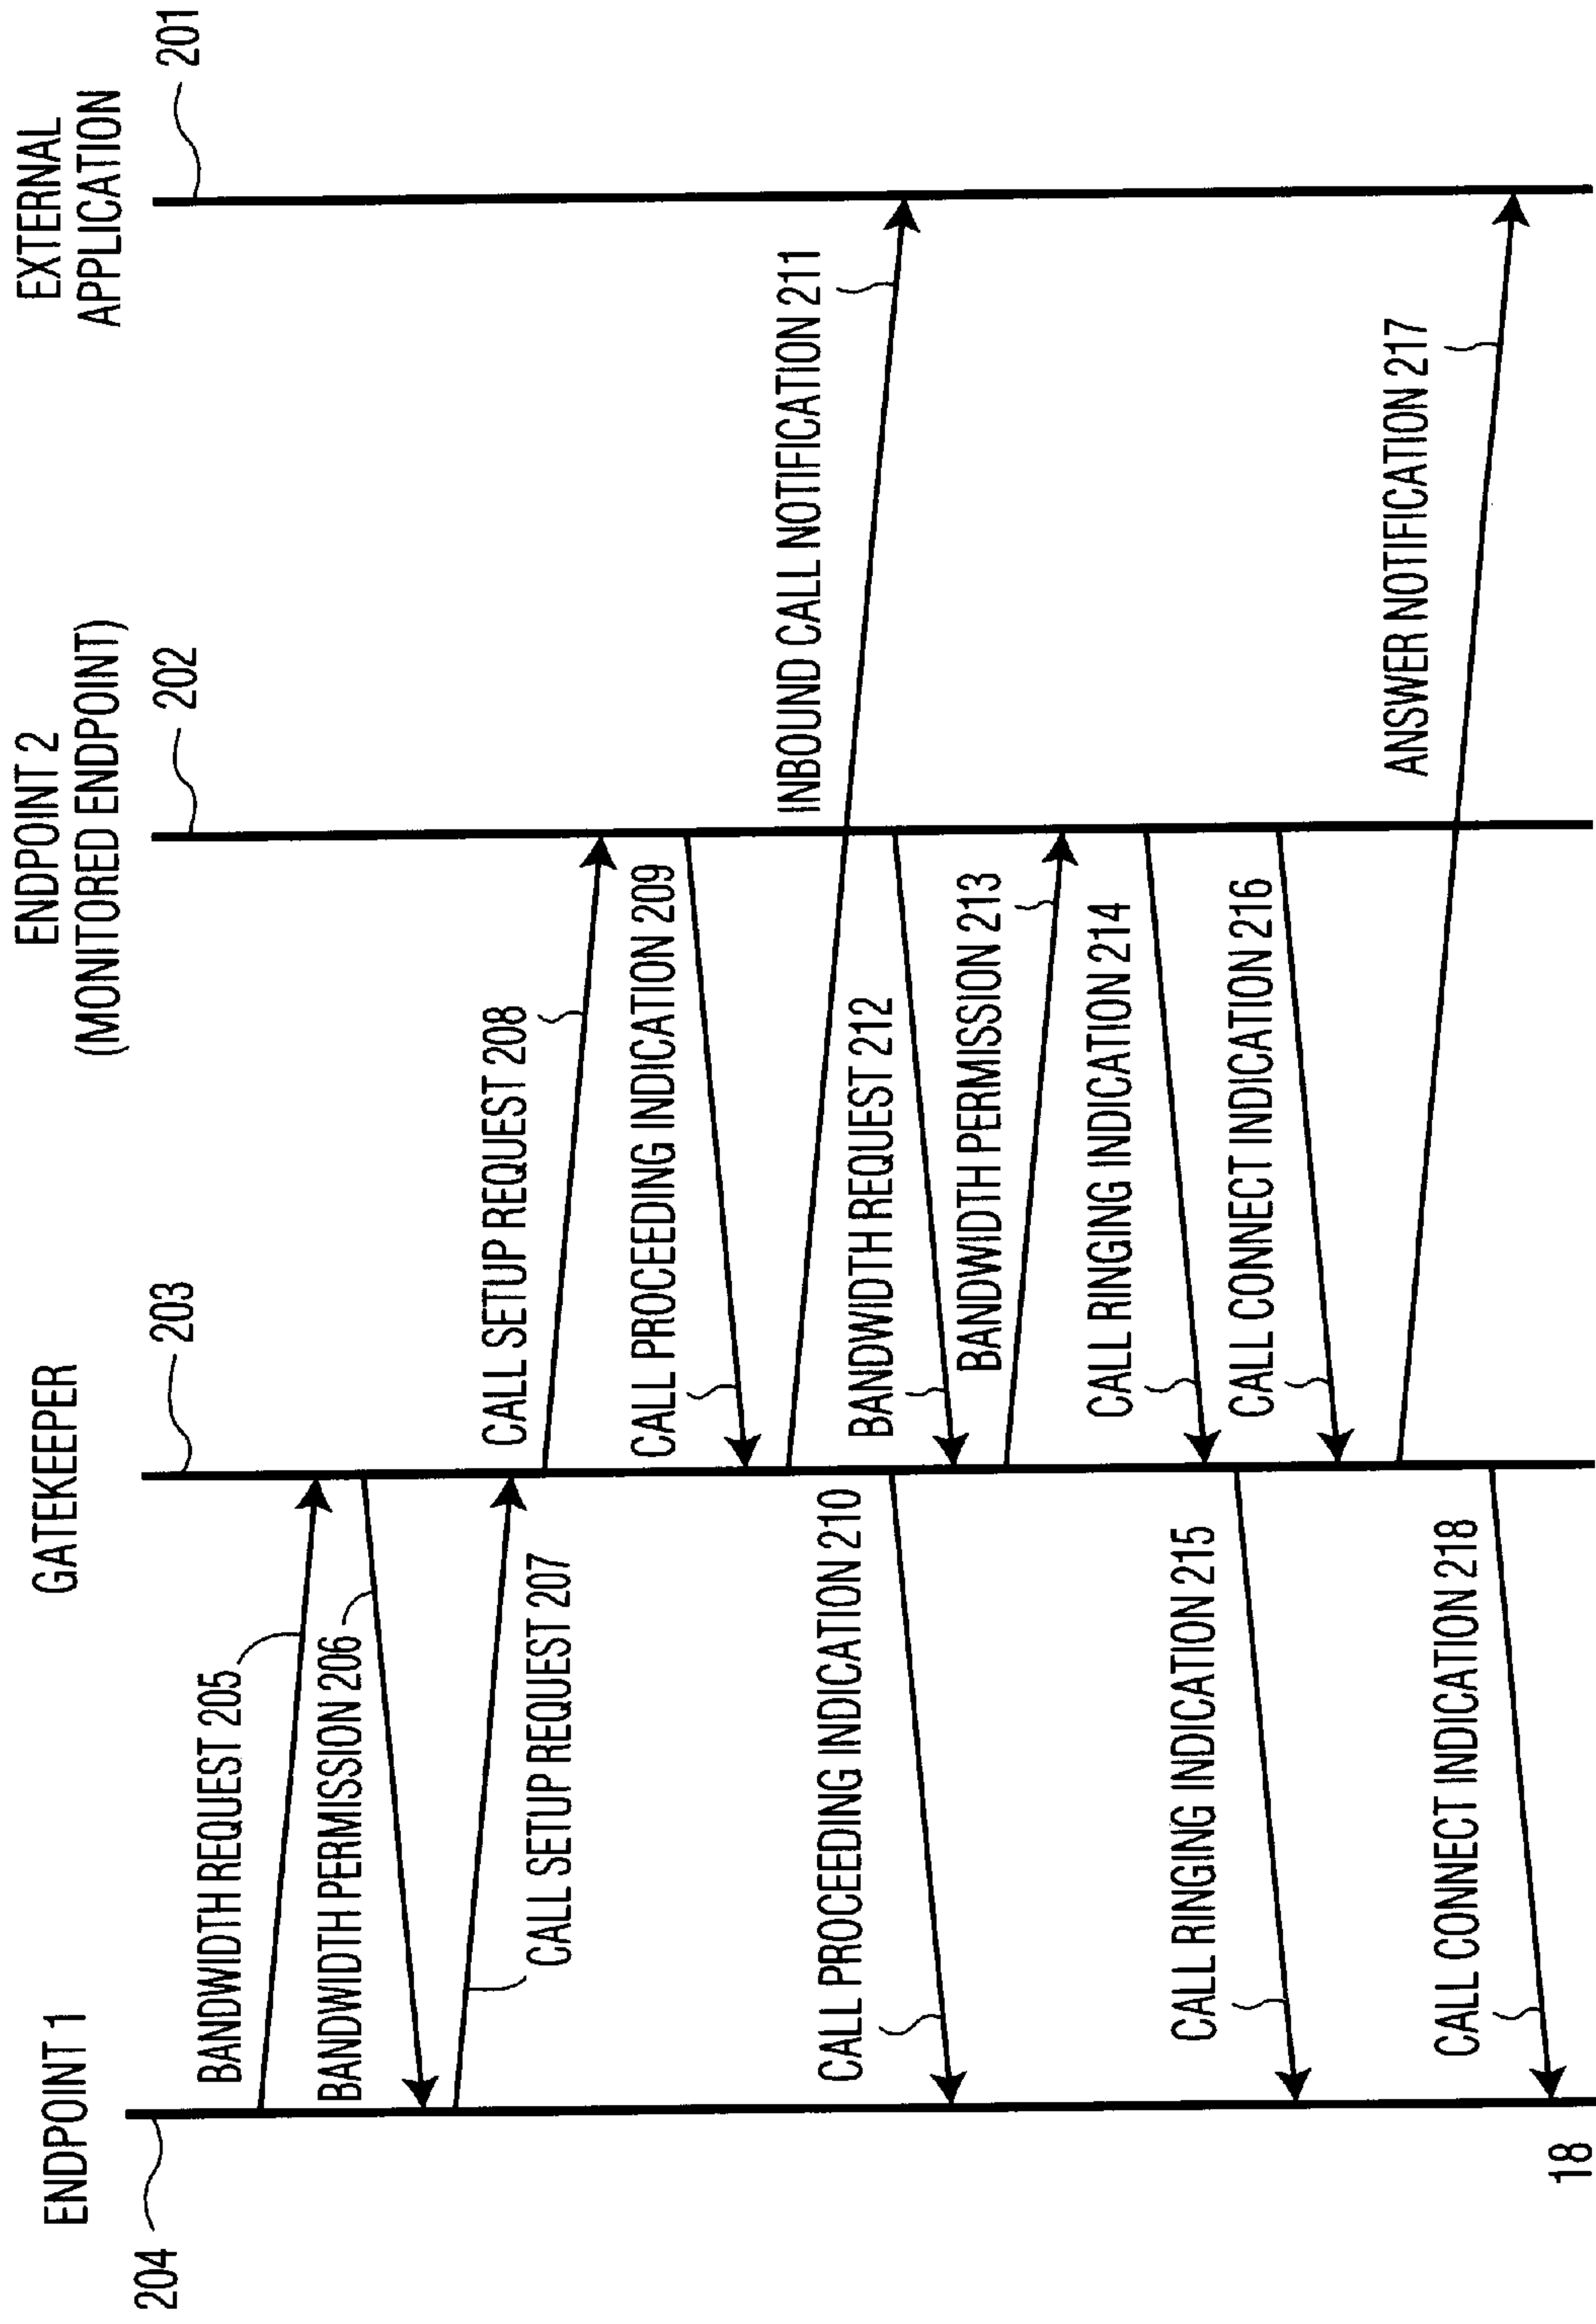 ENDPOINT 1
204
GATEKEEPER
203
ENDPOINT 2
(MONITORED ENDPOINT)
202
EXTERNAL
APPLICATION
201
BANDWIDTH REQUEST 205
BANDWIDTH PERMISSION 206
CALL SETUP REQUEST 207
CALL SETUP REQUEST 208
CALL PROCEEDING INDICATION 209
CALL PROCEEDING INDICATION 210
INBOUND CALL NOTIFICATION 211
BANDWIDTH REQUEST 212
BANDWIDTH PERMISSION 213
CALL RINGING INDICATION 214
CALL RINGING INDICATION 215
CALL CONNECT INDICATION 216
ANSWER NOTIFICATION 217
CALL CONNECT INDICATION 218
18